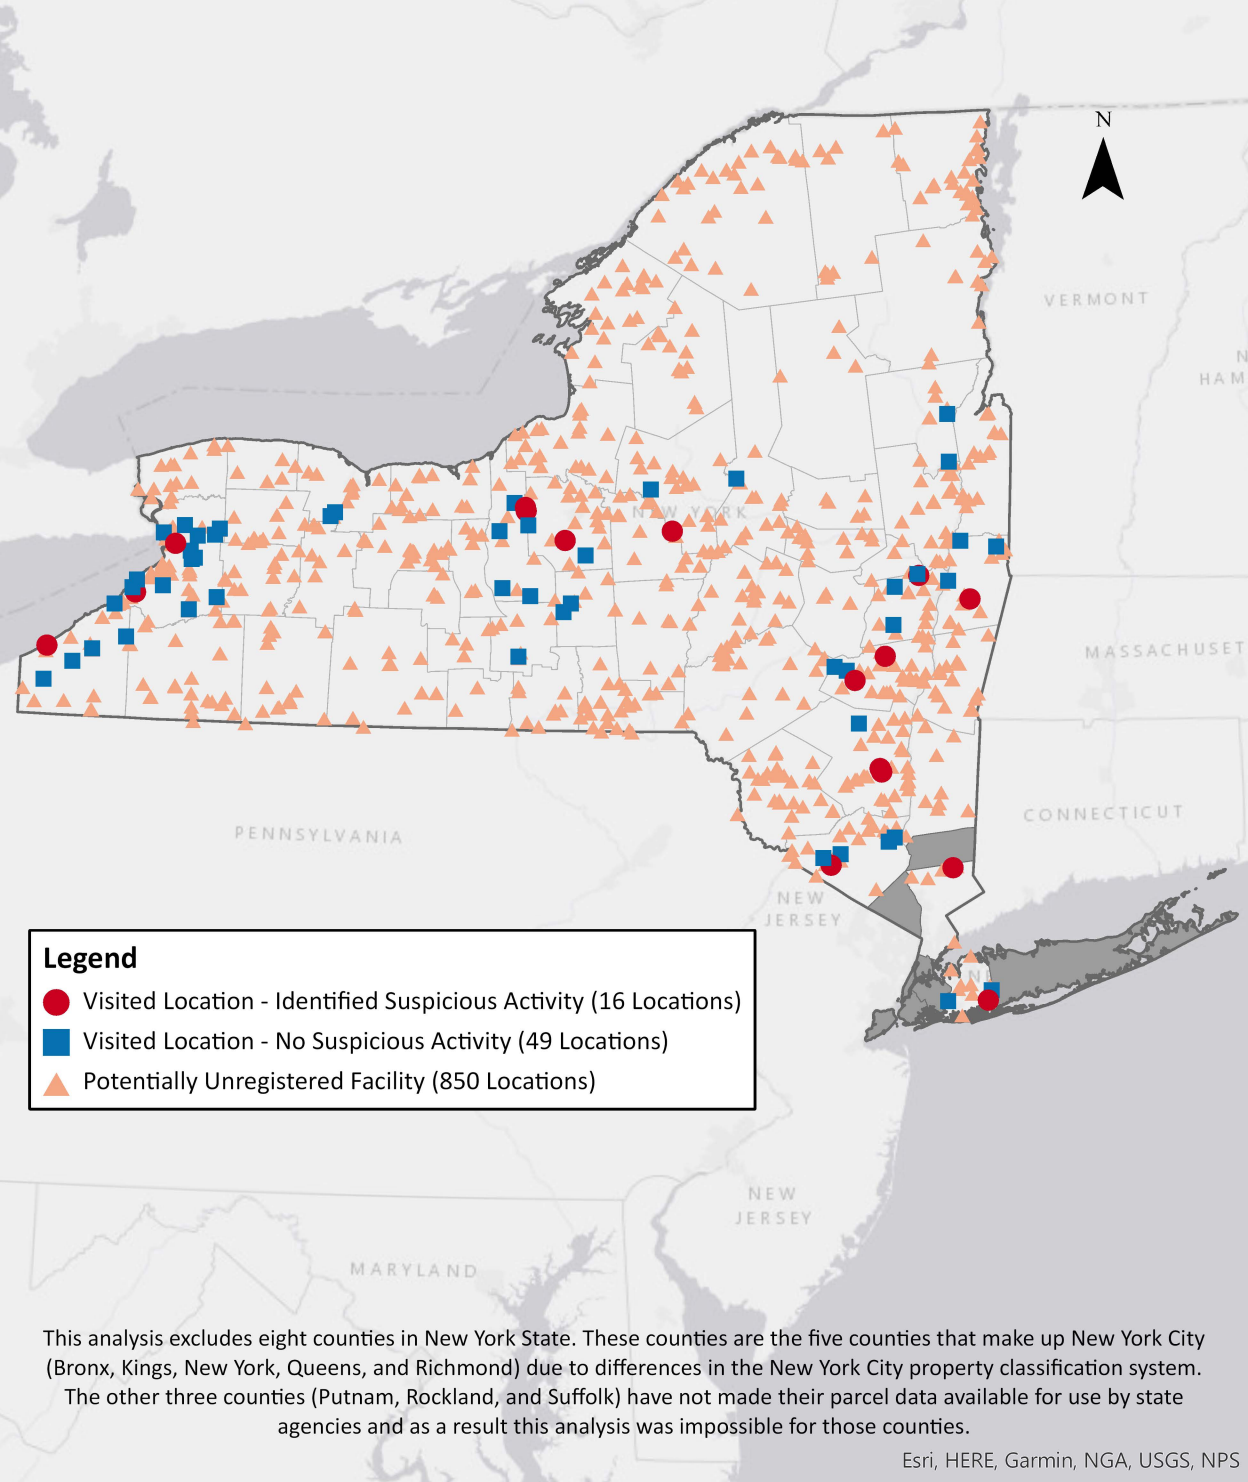 N
VERMONT
N
HAM
NEW YORK
MASSACHUSET
CONNECTICUT
PENNSYLVANIA
NEW
JERSEY
NE
Legend
Visited Location - Identified Suspicious Activity (16 Locations)
Visited Location - No Suspicious Activity (49 Locations)
Potentially Unregistered Facility (850 Locations)
NEW
JERSEY
MARYLAND
This analysis excludes eight counties in New York State. These counties are the five counties that make up New York City
(Bronx, Kings, New York, Queens, and Richmond) due to differences in the New York City property classification system.
The other three counties (Putnam, Rockland, and Suffolk) have not made their parcel data available for use by state
agencies and as a result this analysis was impossible for those counties.
Esri, HERE, Garmin, NGA, USGS, NPS